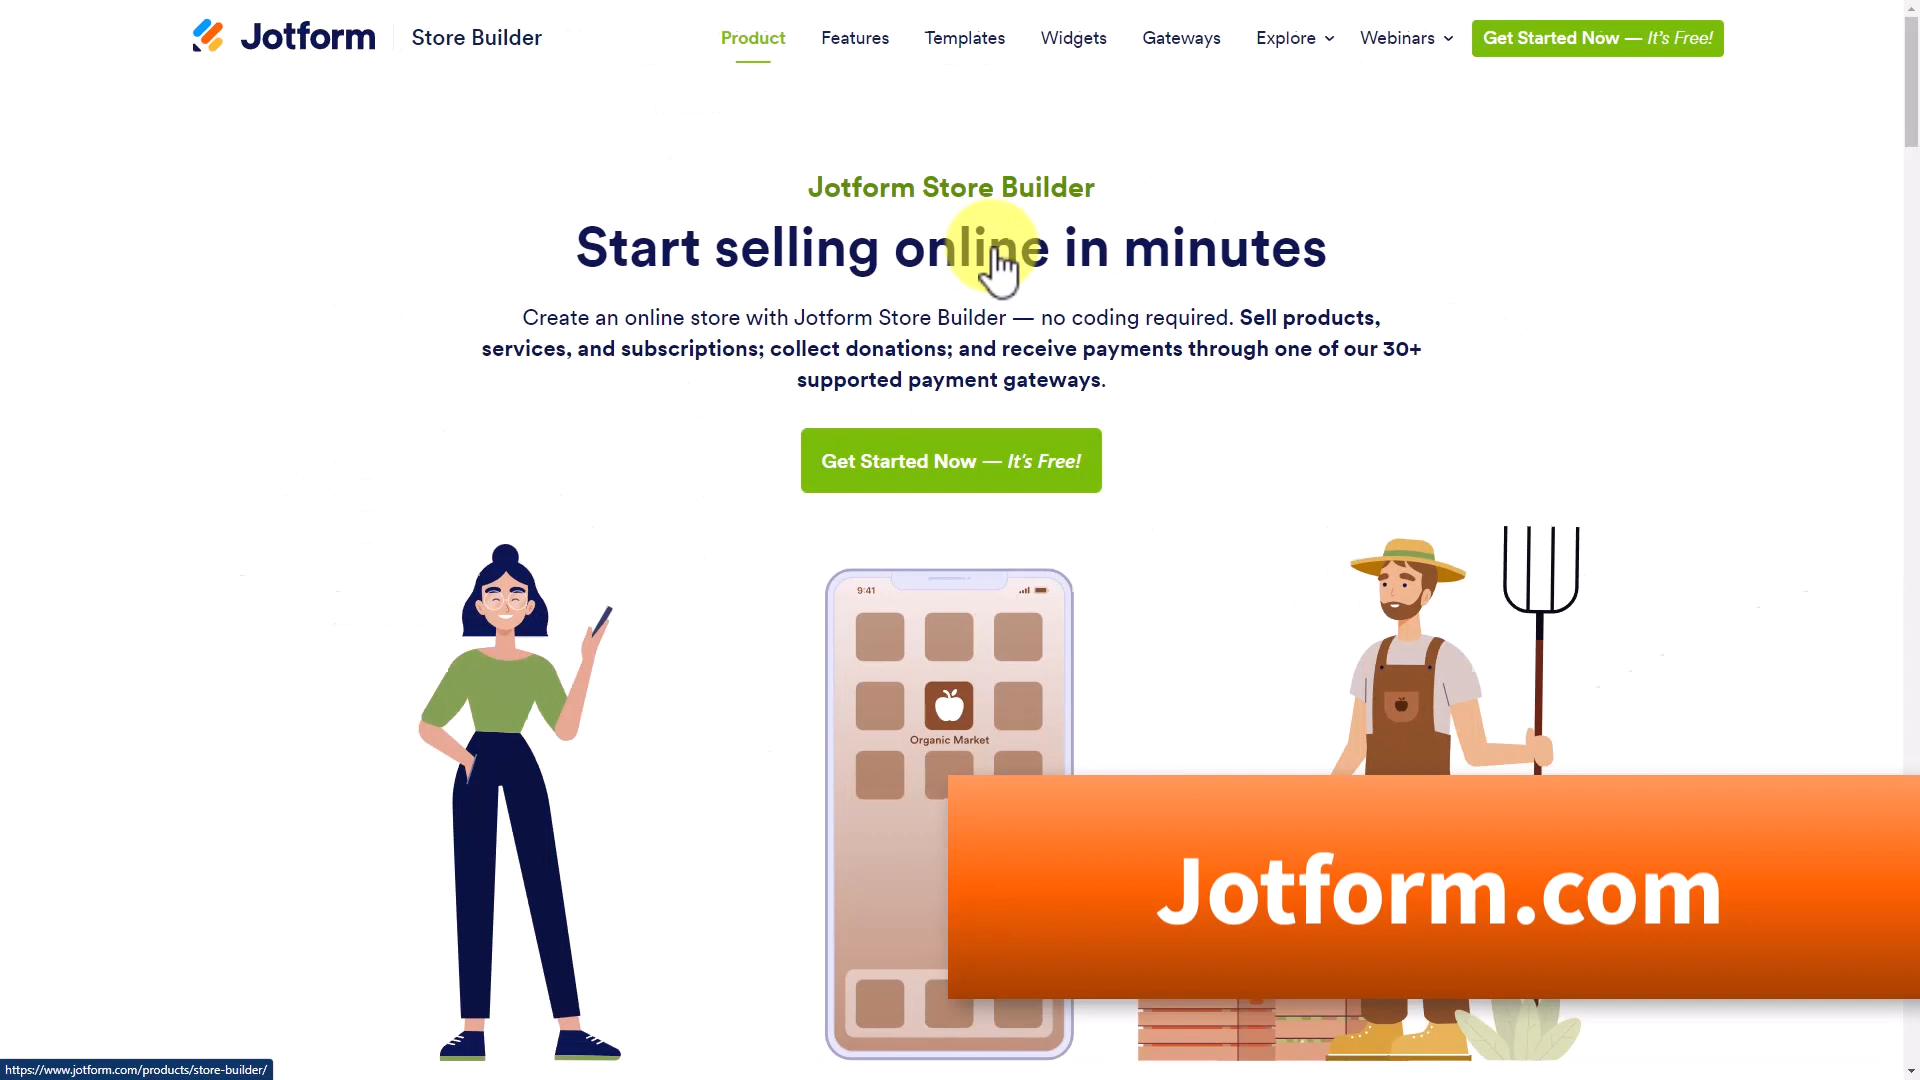 Jotform Store Builder Product Features Templates Widgets Gateways Explore Webinars Get Started Now — It's Free!
Jotform Store Builder
Start selling online in minutes
Create an online store with Jotform Store Builder — no coding required. Sell products,
services, and subscriptions; collect donations; and receive payments through one of our 30+
supported payment gateways.
Get Started Now — It's Free!
9:41
Organic Market
Jotform.com
https://www.jotform.com/products/store-builder/